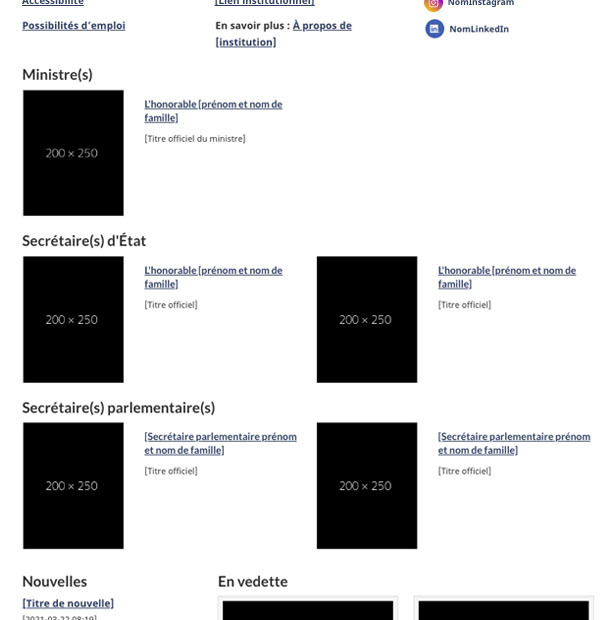 Accessibilité
[Lien institutionnel]
NomInstagram
Possibilités d'emploi
En savoir plus : À propos de
[institution]
NomLinkedIn
Ministre(s)
200 × 250
L'honorable [prénom et nom de
famille]
[Titre officiel du ministre]
Secrétaire(s) d'État
200 × 250
L'honorable [prénom et nom de
famille]
[Titre officiel]
200 × 250
L'honorable [prénom et nom de
famille]
[Titre officiel]
Secrétaire(s) parlementaire(s)
200 × 250
[Secrétaire parlementaire prénom
et nom de famille]
[Titre officiel]
200 × 250
[Secrétaire parlementaire prénom
et nom de famille]
[Titre officiel]
Nouvelles
En vedette
[Titre de nouvelle]
[2021-03-22 08:19]